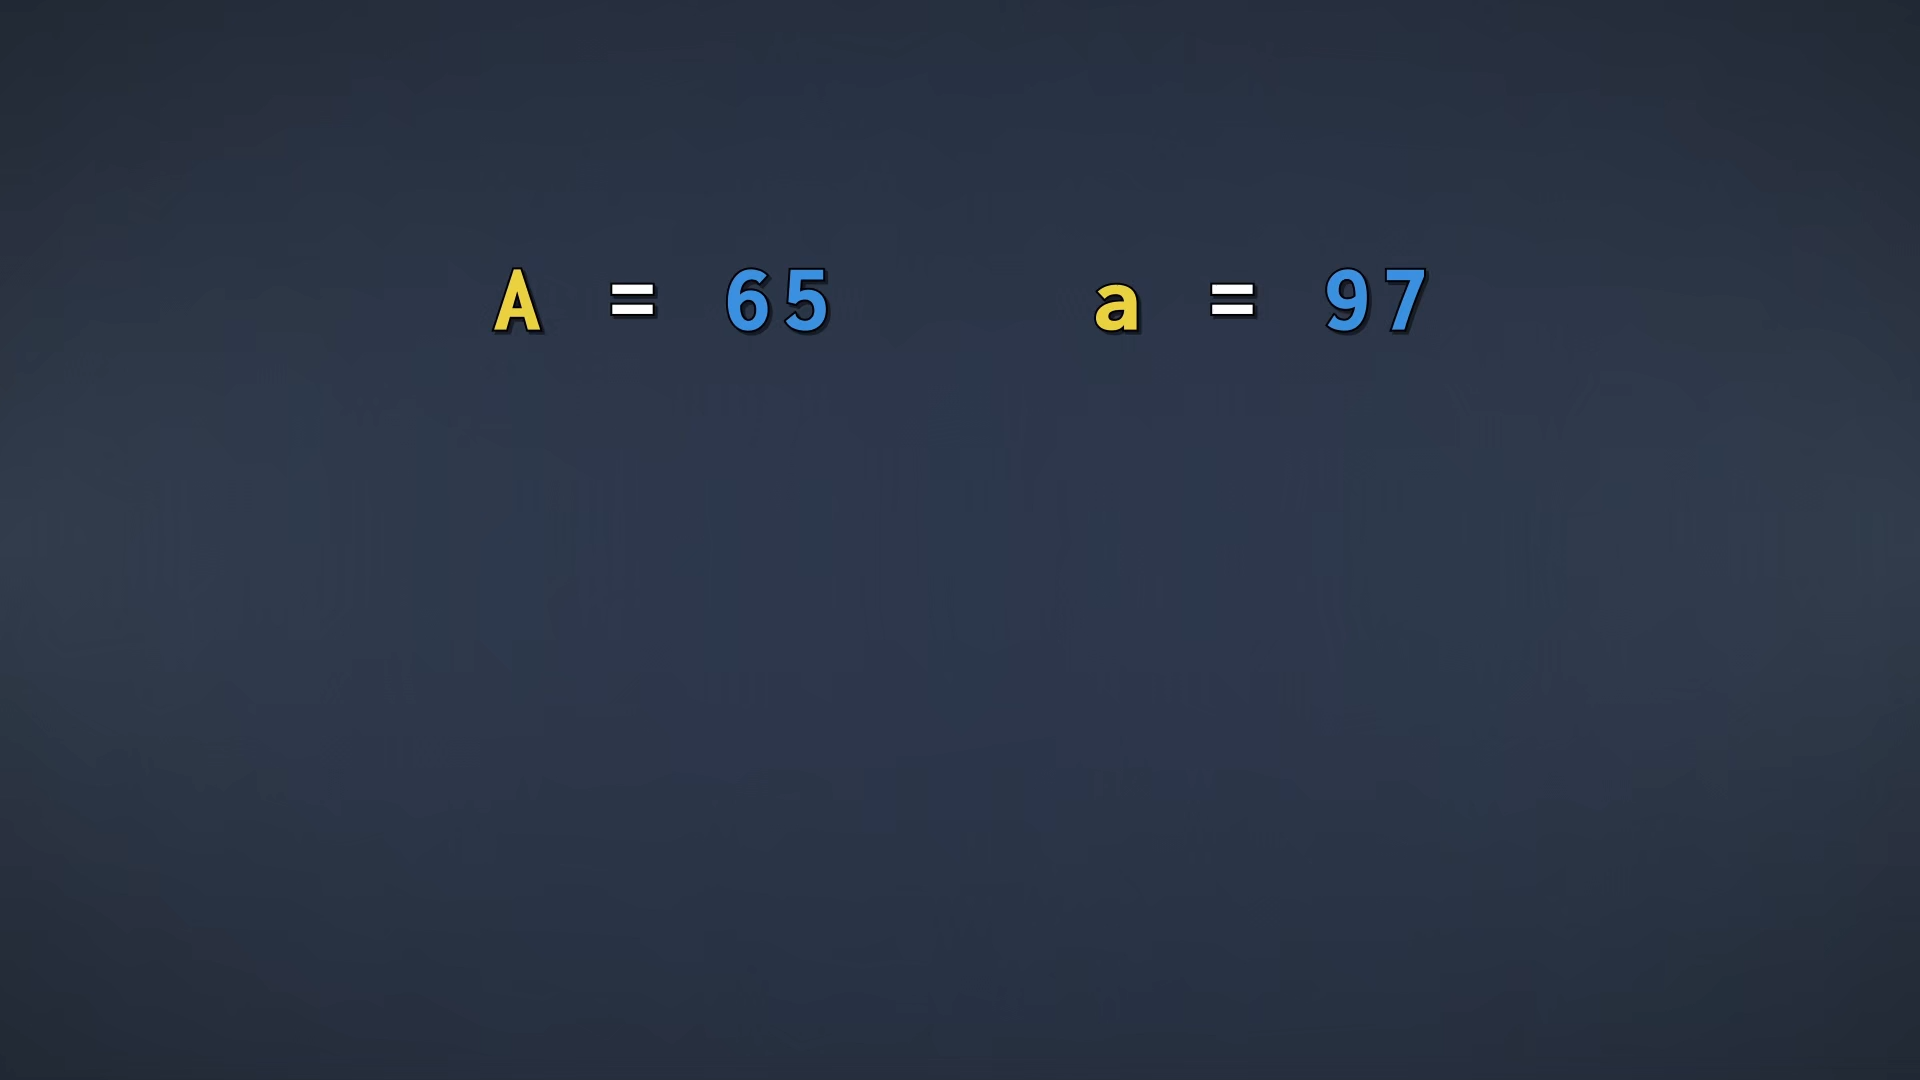 A = 65 a = 97